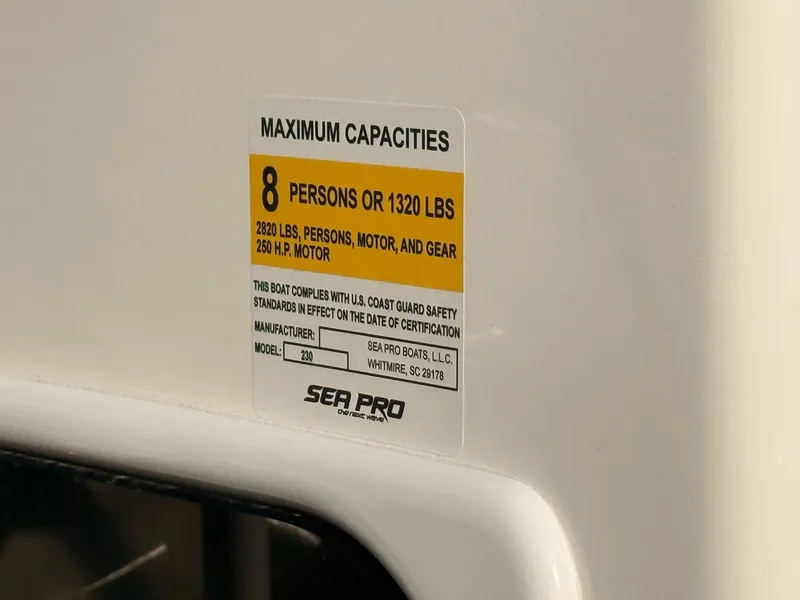 MAXIMUM CAPACITIES
8 PERSONS OR 1320 LBS
2820 LBS, PERSONS, MOTOR, AND GEAR
250 H.P. MOTOR
THIS BOAT COMPLIES WITH U.S. COAST GUARD SAFETY
STANDARDS IN EFFECT ON THE DATE OF CERTIFICATION
MANUFACTURER: SEA PRO BOATS, L.L.C.
MODEL: 230 WHITMIRE, SC 29178
SEA PRO
the next wave